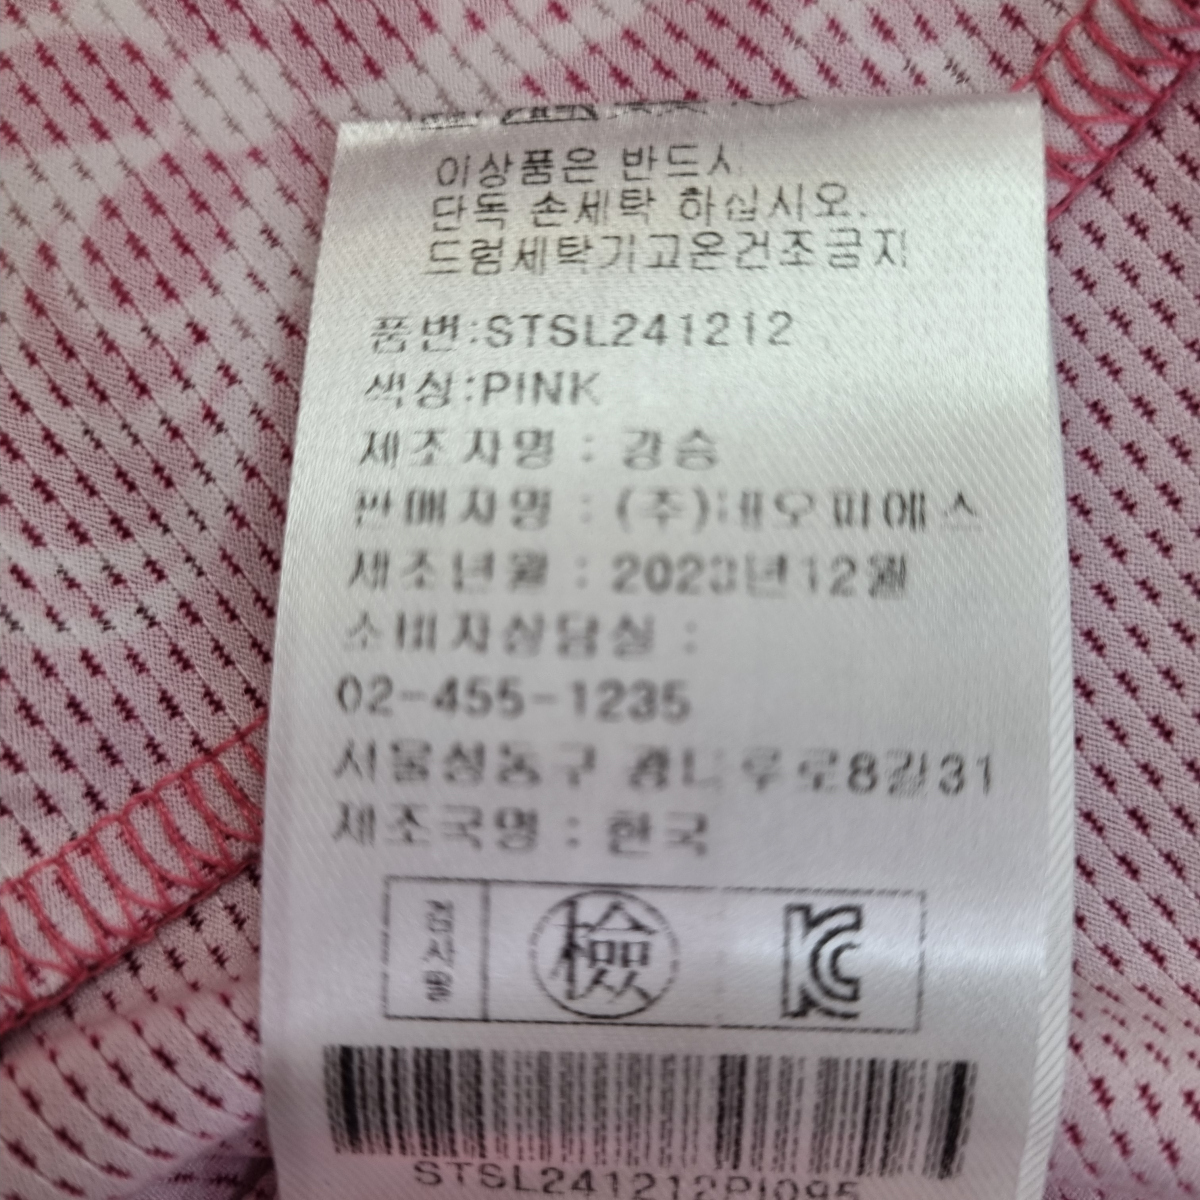 이상품은 반드시
단독 손세탁 하십시오.
드럼세탁기고온건조금지
품번:STSL241212
색상:PINK
제조자명 : 강승
판매자명 : (주)네오피에스
제조년월 : 2023년12월
소비자상담실 :
02-455-1235
서울성동구 광나루로8길31
제조국명 : 한국
검사필
檢
KC
STSL241212PI095